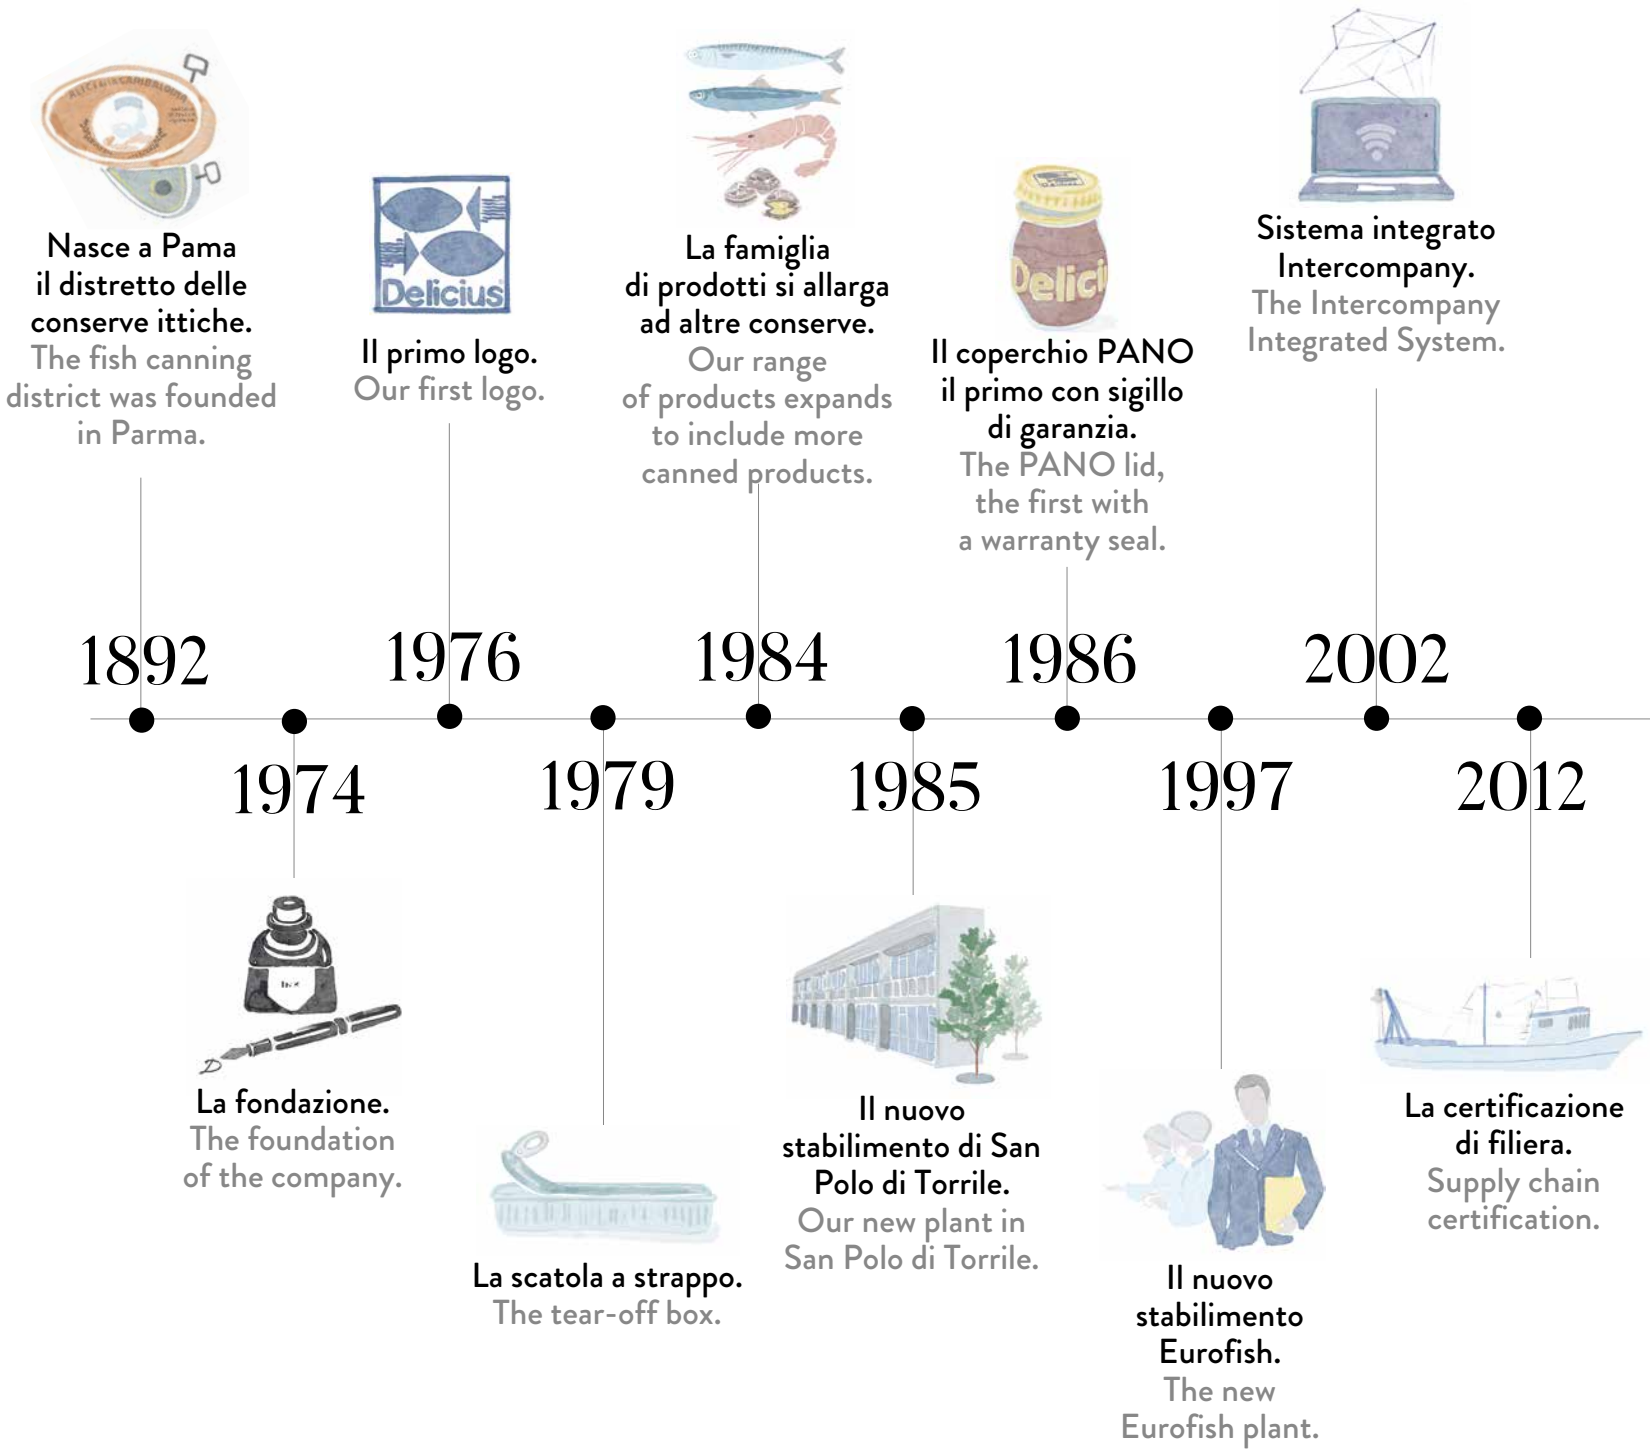 Nasce a Pama
il distretto delle
conserve ittiche.
The fish canning
district was founded
in Parma.
1892
La fondazione.
The foundation
of the company.
1974
Delicius
Il primo logo.
Our first logo.
1976
La scatola a strappo.
The tear-off box.
1979
La famiglia
di prodotti si allarga
ad altre conserve.
Our range
of products expands
to include more
canned products.
1984
Il nuovo
stabilimento di San
Polo di Torrile.
Our new plant in
San Polo di Torrile.
1985
Delici
Il coperchio PANO
il primo con sigillo
di garanzia.
The PANO lid,
the first with
a warranty seal.
1986
Il nuovo
stabilimento
Eurofish.
The new
Eurofish plant.
1997
Sistema integrato
Intercompany.
The Intercompany
Integrated System.
2002
La certificazione
di filiera.
Supply chain
certification.
2012